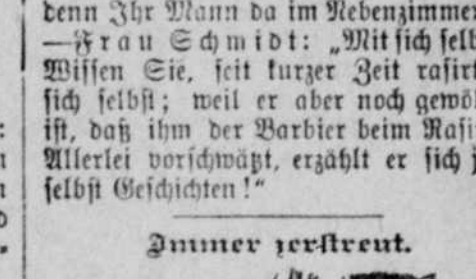 denn Ihr Mann da im Nebenzimmer
—Frau Schmidt: „Mit sich selb
Wissen Sie, seit kurzer Zeit rasirt
sich selbst; weil er aber noch gewöh
ist, daß ihm der Barbier beim Rasi
Allerlei vorschwätzt, erzählt er sich j
selbst Geschichten!“
Immer zerstreut.